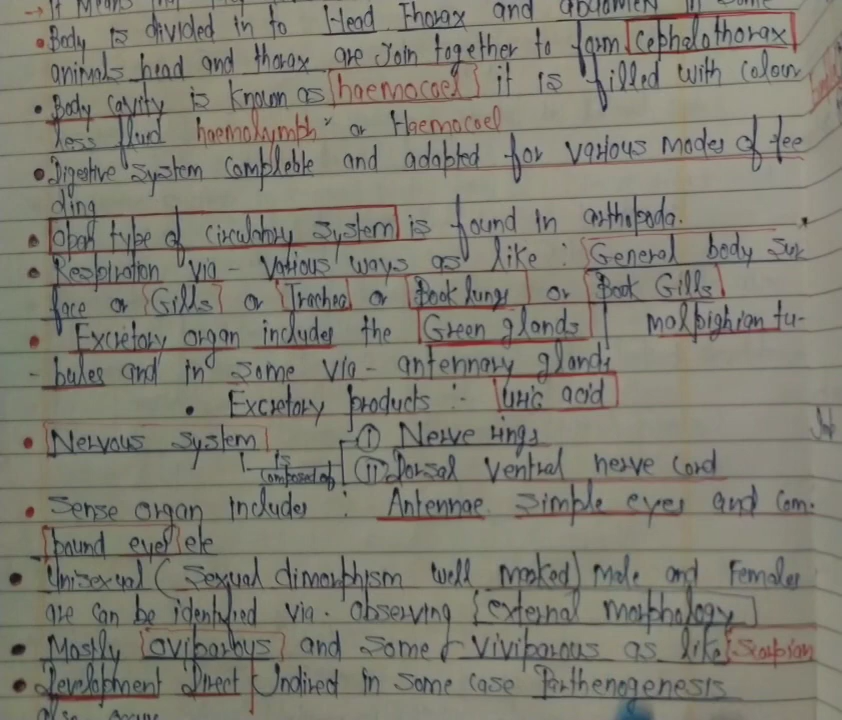 → It Means
• Body is divided in to Head Thorax and abdomen in some
animals head and thorax are Join together to form cephalothorax
• Body cavity is known as haemocoel it is filled with colour
less fluid haemolymph or Haemocoel
• Digestive System complete and adapted for various modes of fee
ding
• Open type of circulatory System is found in arthopoda.
• Respiration via - various ways as like : General body Sur
face or Gills or Trachea or Book lungs or Book Gills
• Excretory organ includes the Green glands | malpighian tu-
- bules and in some via - antennary glands
• Excretory products :- Uric acid
• Nervous System ① Nerve rings
is composed of ⑪ Dorsal Ventral nerve cord
• Sense organ includes : Antennae. Simple eyes and com.
pound eyes etc
• Unisexual (Sexual dimorphism well marked) Male and Females
are can be identified via. observing external morphology
• Mostly oviparous and some viviparous as like Scorpion
• Development Direct | Indirect in some case Parthenogenesis
also